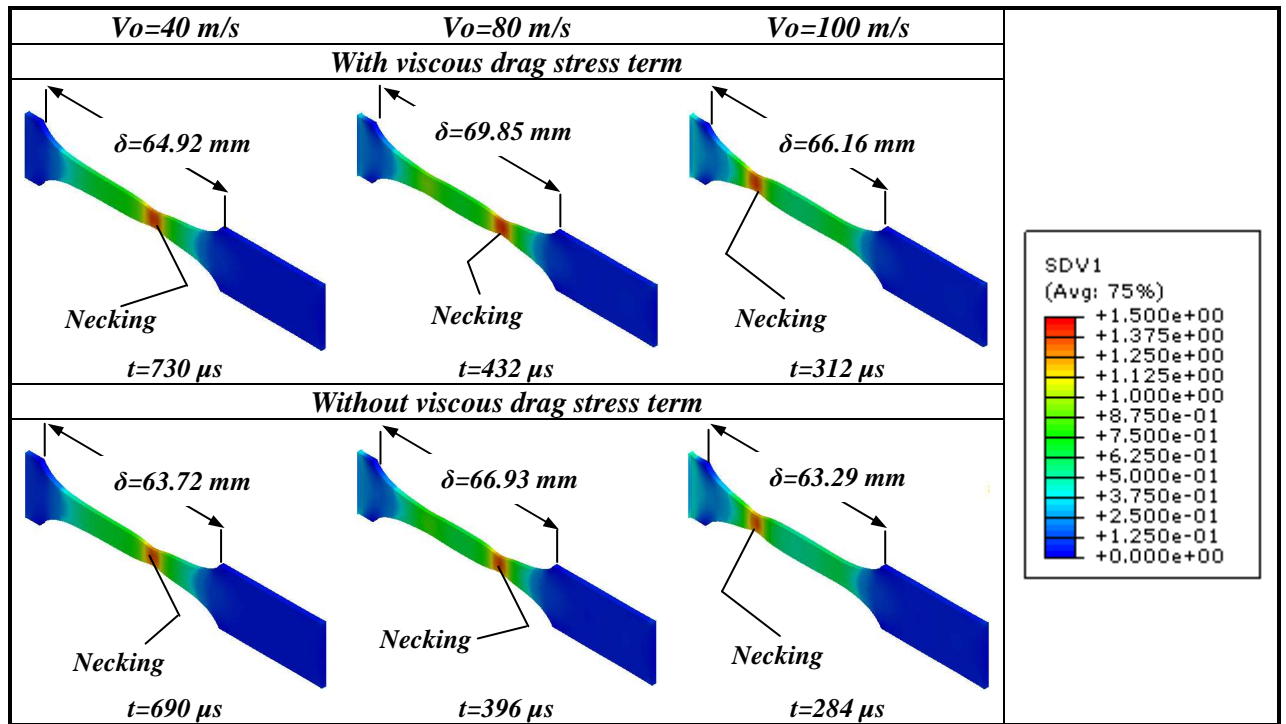 Vo=40 m/s Vo=80 m/s Vo=100 m/s
With viscous drag stress term
δ=64.92 mm δ=69.85 mm δ=66.16 mm
Necking Necking Necking
t=730 µs t=432 µs t=312 µs
Without viscous drag stress term
δ=63.72 mm δ=66.93 mm δ=63.29 mm
Necking Necking Necking
t=690 µs t=396 µs t=284 µs
SDV1
(Avg: 75%)
+1.500e+00
+1.375e+00
+1.250e+00
+1.125e+00
+1.000e+00
+8.750e-01
+7.500e-01
+6.250e-01
+5.000e-01
+3.750e-01
+2.500e-01
+1.250e-01
+0.000e+00